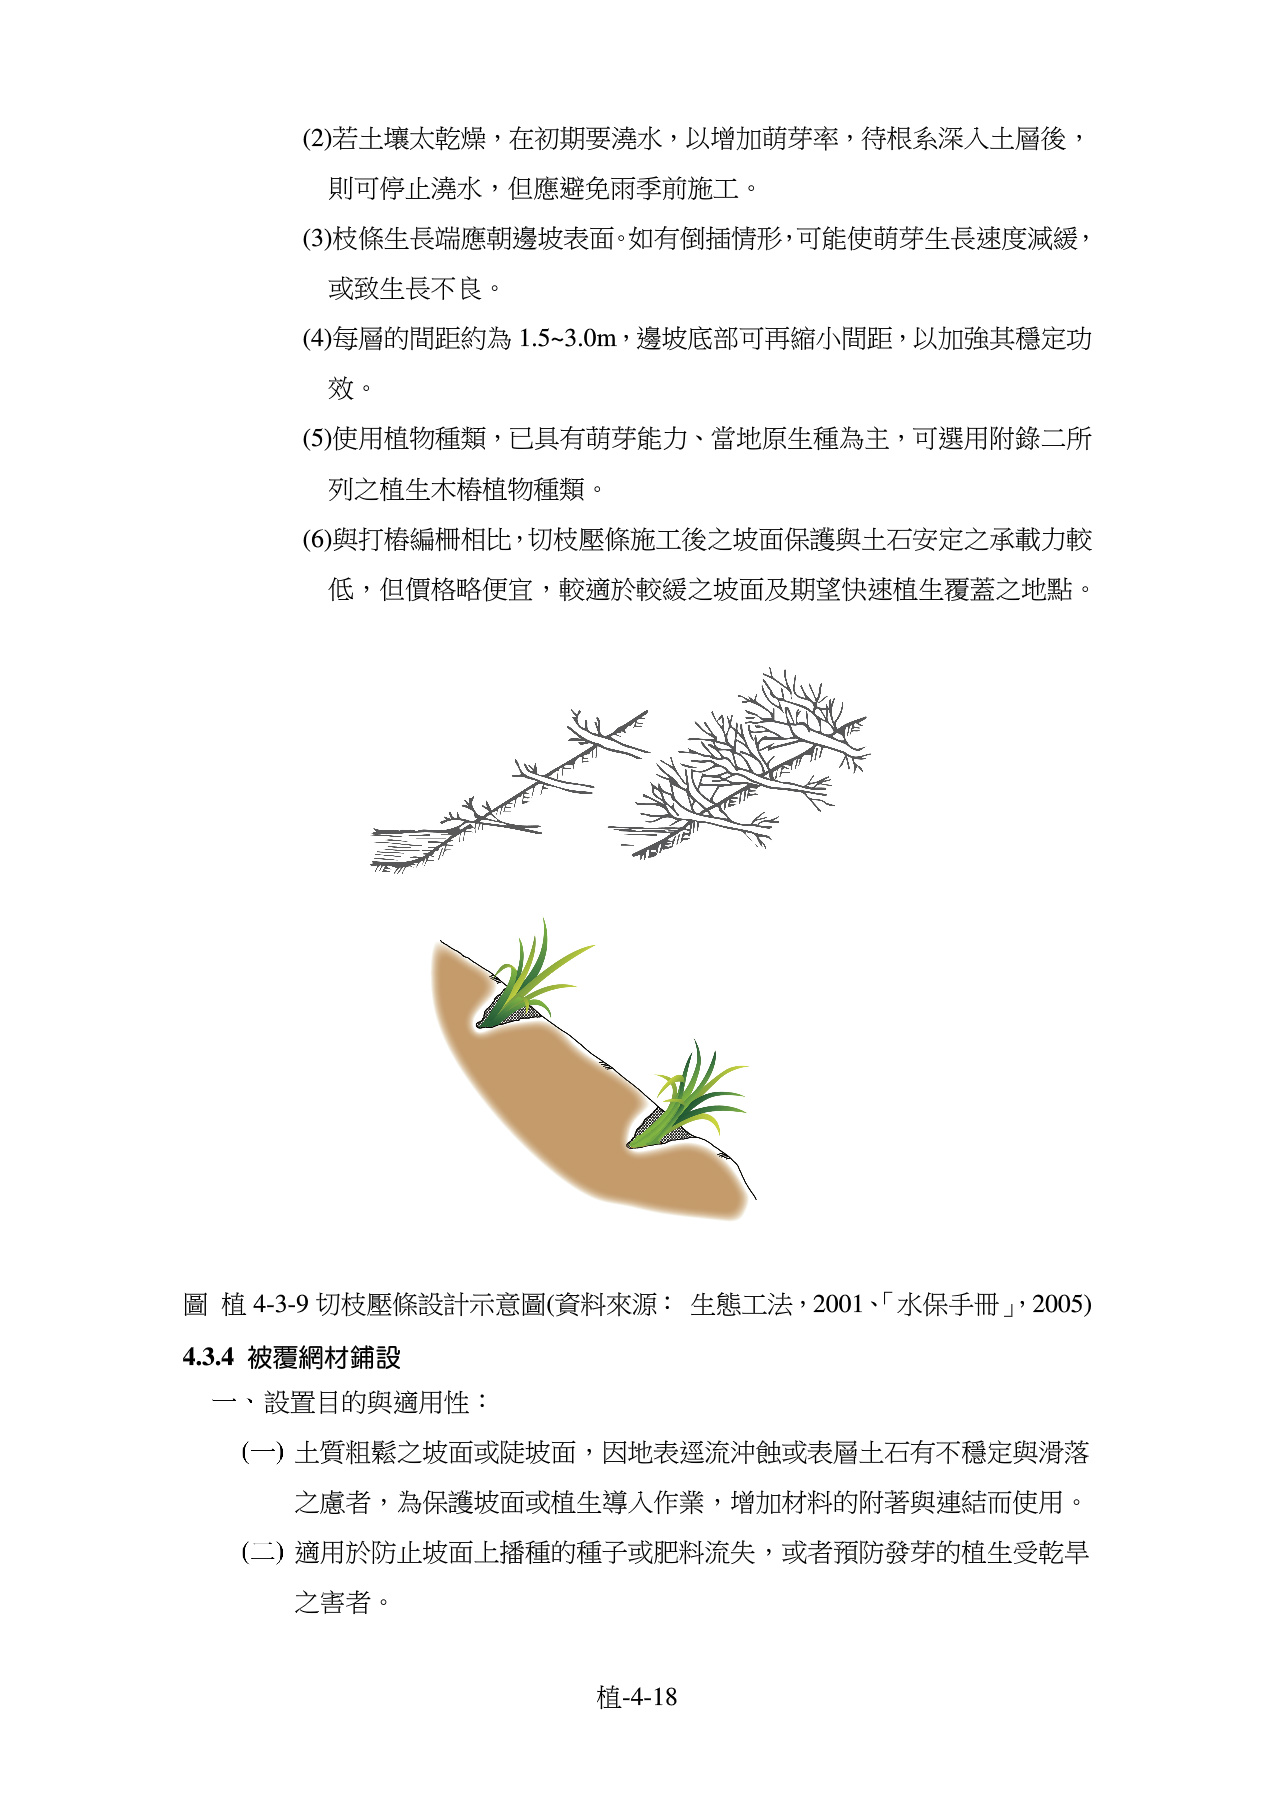 (2)若土壤太乾燥，在初期要澆水，以增加萌芽率，待根系深入土層後，
則可停止澆水，但應避免雨季前施工。
(3)枝條生長端應朝邊坡表面。如有倒插情形，可能使萌芽生長速度減緩，
或致生長不良。
(4)每層的間距約為 1.5~3.0m，邊坡底部可再縮小間距，以加強其穩定功
效。
(5)使用植物種類，已具有萌芽能力、當地原生種為主，可選用附錄二所
列之植生木樁植物種類。
(6)與打樁編柵相比，切枝壓條施工後之坡面保護與土石安定之承載力較
低，但價格略便宜，較適於較緩之坡面及期望快速植生覆蓋之地點。
圖 植 4-3-9 切枝壓條設計示意圖(資料來源： 生態工法，2001、「水保手冊」，2005)
4.3.4 被覆網材鋪設
一、設置目的與適用性：
(一) 土質粗鬆之坡面或陡坡面，因地表逕流沖蝕或表層土石有不穩定與滑落
之慮者，為保護坡面或植生導入作業，增加材料的附著與連結而使用。
(二) 適用於防止坡面上播種的種子或肥料流失，或者預防發芽的植生受乾旱
之害者。
植-4-18